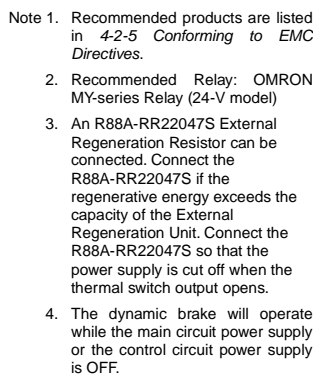 Note 1. Recommended products are listed
in 4-2-5 Conforming to EMC
Directives.
2. Recommended Relay: OMRON
MY-series Relay (24-V model)
3. An R88A-RR22047S External
Regeneration Resistor can be
connected. Connect the
R88A-RR22047S if the
regenerative energy exceeds the
capacity of the External
Regeneration Unit. Connect the
R88A-RR22047S so that the
power supply is cut off when the
thermal switch output opens.
4. The dynamic brake will operate
while the main circuit power supply
or the control circuit power supply
is OFF.